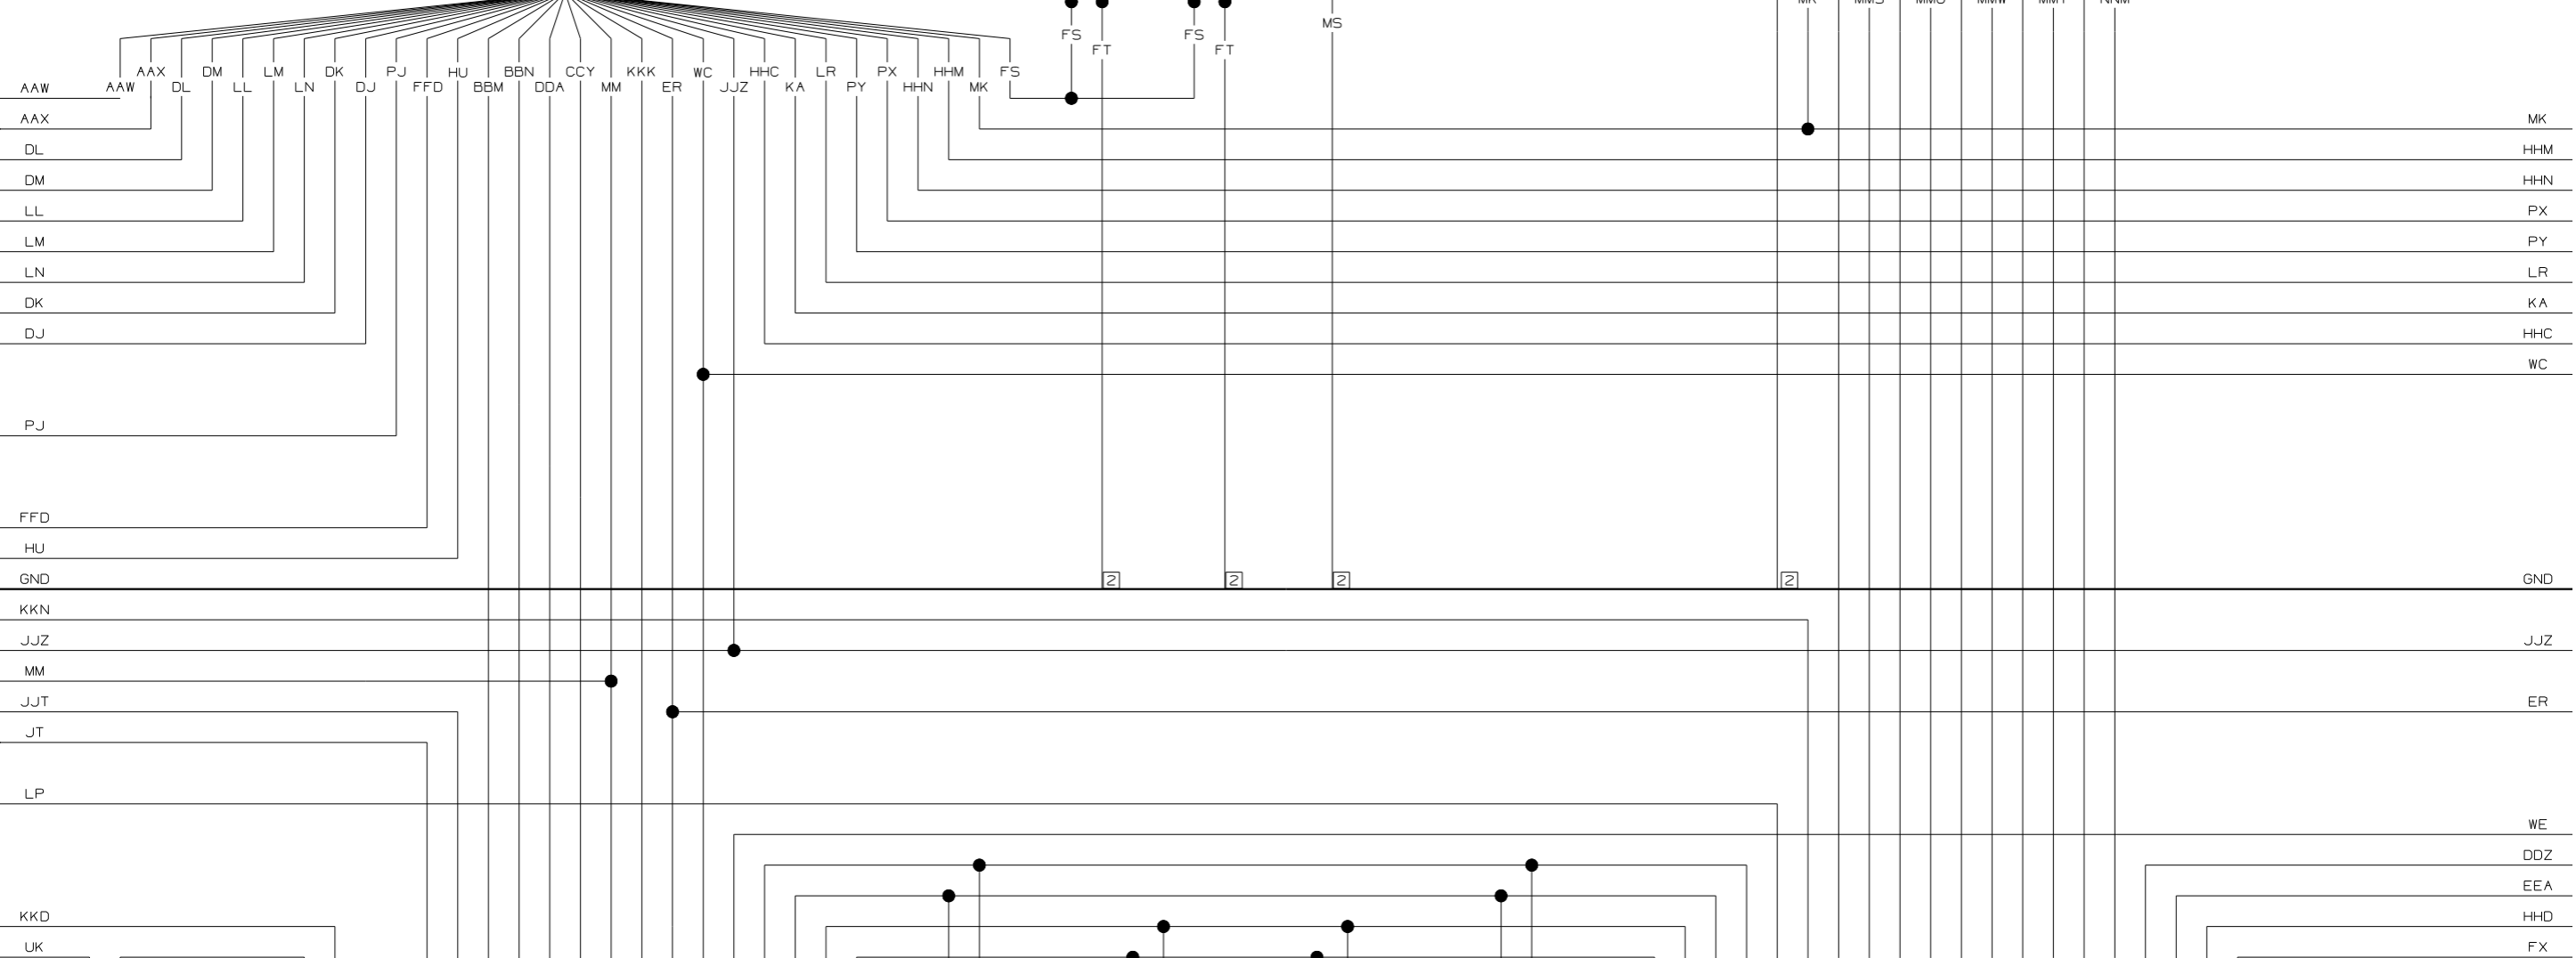 MS
FS FS
FT FT
AAX DM LM DK PJ HU BBN CCY KKK WC HHC LR PX HHM FS
AAW AAW DL LL LN DJ FFD BBM DDA MM ER JJZ KA PY HHN MK
AAX MK
DL HHM
DM HHN
LL PX
LM PY
LN LR
DK KA
DJ HHC
WC
PJ
FFD
HU
GND 2 2 2 2 GND
KKN
JJZ JJZ
MM
JJT ER
JT
LP
WE
DDZ
EEA
KKD HHD
UK FX